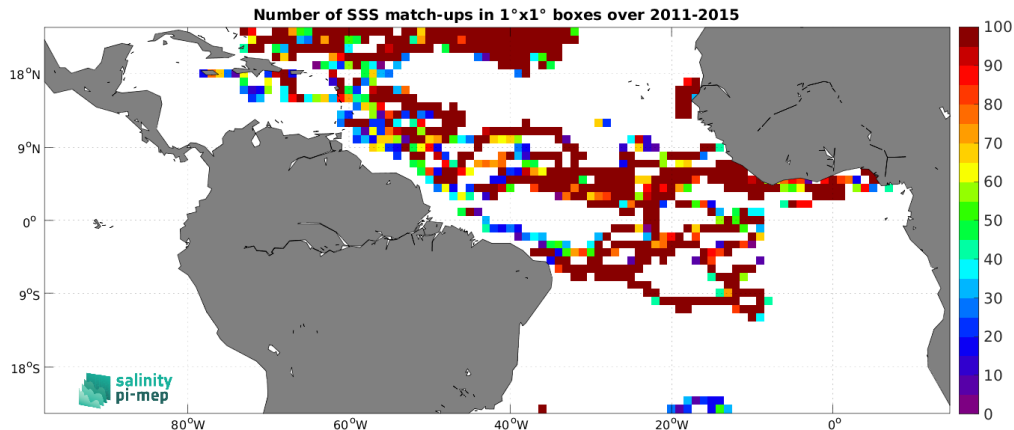 Number of SSS match-ups in 1°x1° boxes over 2011-2015
100
90
80
70
60
50
40
30
20
10
0
18°N
9°N
0°
9°S
18°S
80°W
60°W
40°W
20°W
0°
salinity
pi-mep